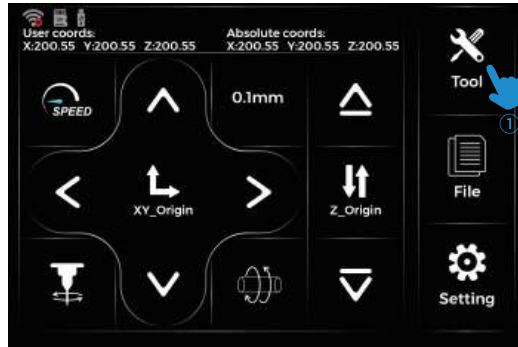 User coords:
X:200.55 Y:200.55 Z:200.55
Absolute coords:
X:200.55 Y:200.55 Z:200.55
SPEED
0.1mm
Tool
①
XY_Origin
Z_Origin
File
Setting